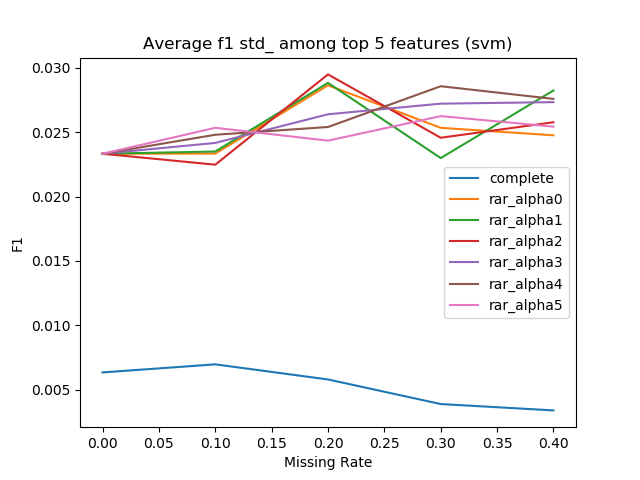 Average f1 std_ among top 5 features (svm)
F1
0.030
0.025
0.020
0.015
0.010
0.005
complete
rar_alpha0
rar_alpha1
rar_alpha2
rar_alpha3
rar_alpha4
rar_alpha5
0.00 0.05 0.10 0.15 0.20 0.25 0.30 0.35 0.40
Missing Rate